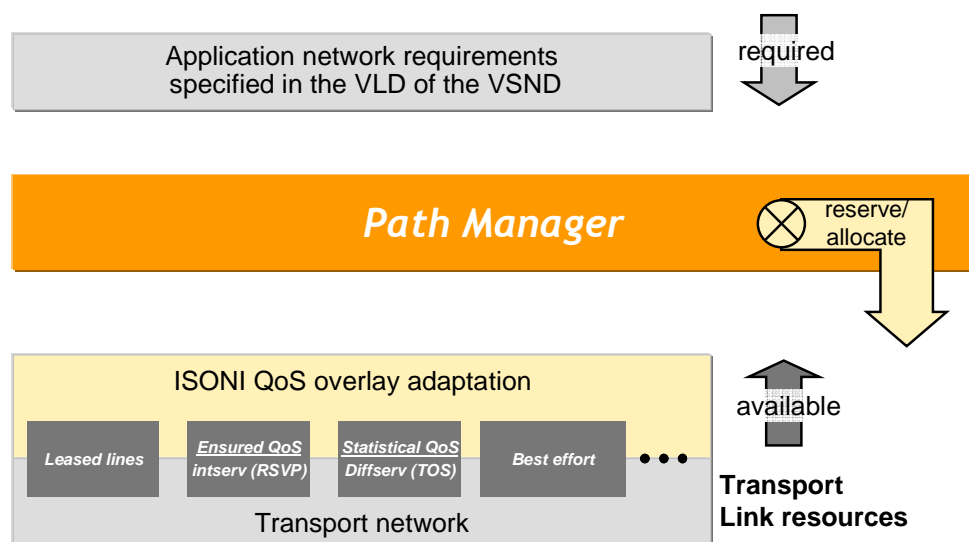 Application network requirements
specified in the VLD of the VSND
required
Path Manager
reserve/
allocate
ISONI QoS overlay adaptation
Leased lines
Ensured QoS
intserv (RSVP)
Statistical QoS
Diffserv (TOS)
Best effort
•••
Transport network
available
Transport
Link resources